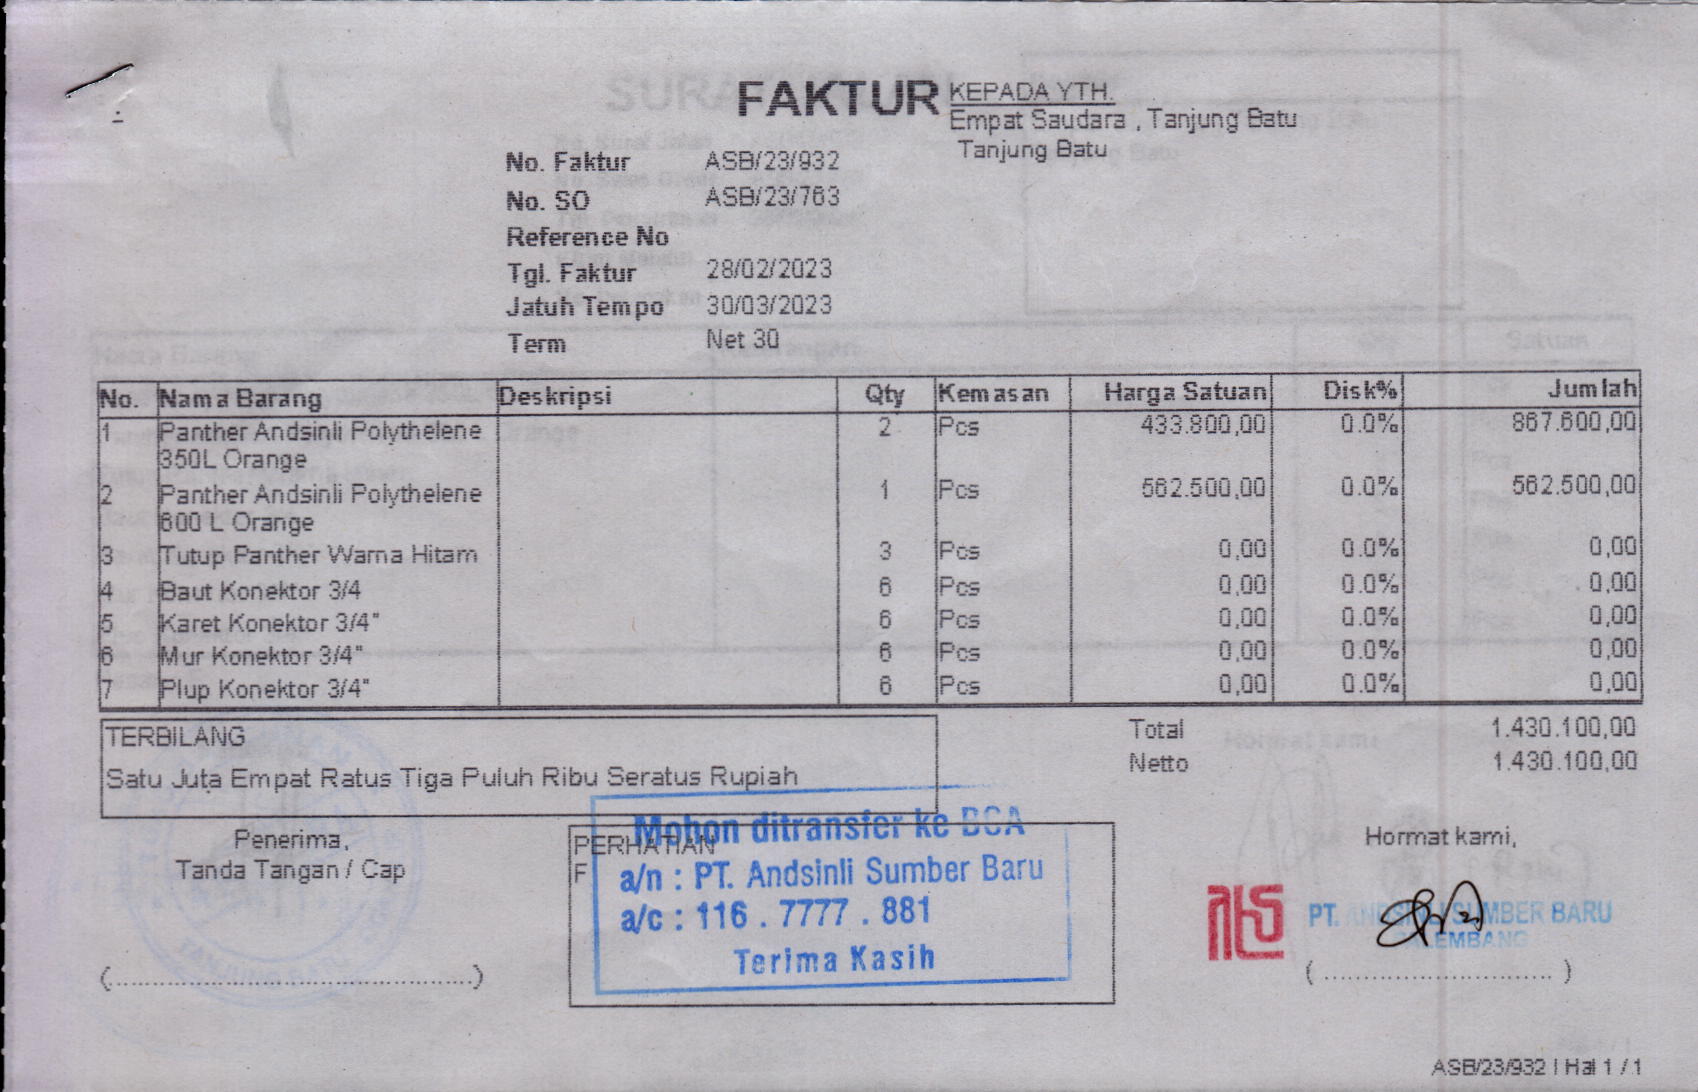 FAKTUR
KEPADA YTH.
Empat Saudara , Tanjung Batu
Tanjung Batu
No. Faktur ASB/23/932
No. SO ASB/23/763
Reference No
Tgl. Faktur 28/02/2023
Jatuh Tempo 30/03/2023
Term Net 30
No. Nama Barang Deskripsi Qty Kemasan Harga Satuan Disk% Jumlah
1 Panther Andsinli Polythelene 2 Pcs 433.800,00 0.0% 867.600,00
350L Orange
2 Panther Andsinli Polythelene 1 Pcs 562.500,00 0.0% 562.500,00
600 L Orange
3 Tutup Panther Warna Hitam 3 Pcs 0,00 0.0% 0,00
4 Baut Konektor 3/4 6 Pcs 0,00 0.0% 0,00
5 Karet Konektor 3/4" 6 Pcs 0,00 0.0% 0,00
6 Mur Konektor 3/4" 6 Pcs 0,00 0.0% 0,00
7 Plup Konektor 3/4" 6 Pcs 0,00 0.0% 0,00
TERBILANG
Satu Juta Empat Ratus Tiga Puluh Ribu Seratus Rupiah
Total 1.430.100,00
Netto 1.430.100,00
Penerima,
Tanda Tangan / Cap
(................................................)
PERHATIAN
F
Mohon ditransfer ke BCA
a/n : PT. Andsinli Sumber Baru
a/c : 116 . 7777 . 881
Terima Kasih
Hormat kami,
PT. ANDSINLI SUMBER BARU
PALEMBANG
( .............................. )
ASB/23/932 | Hal 1 / 1